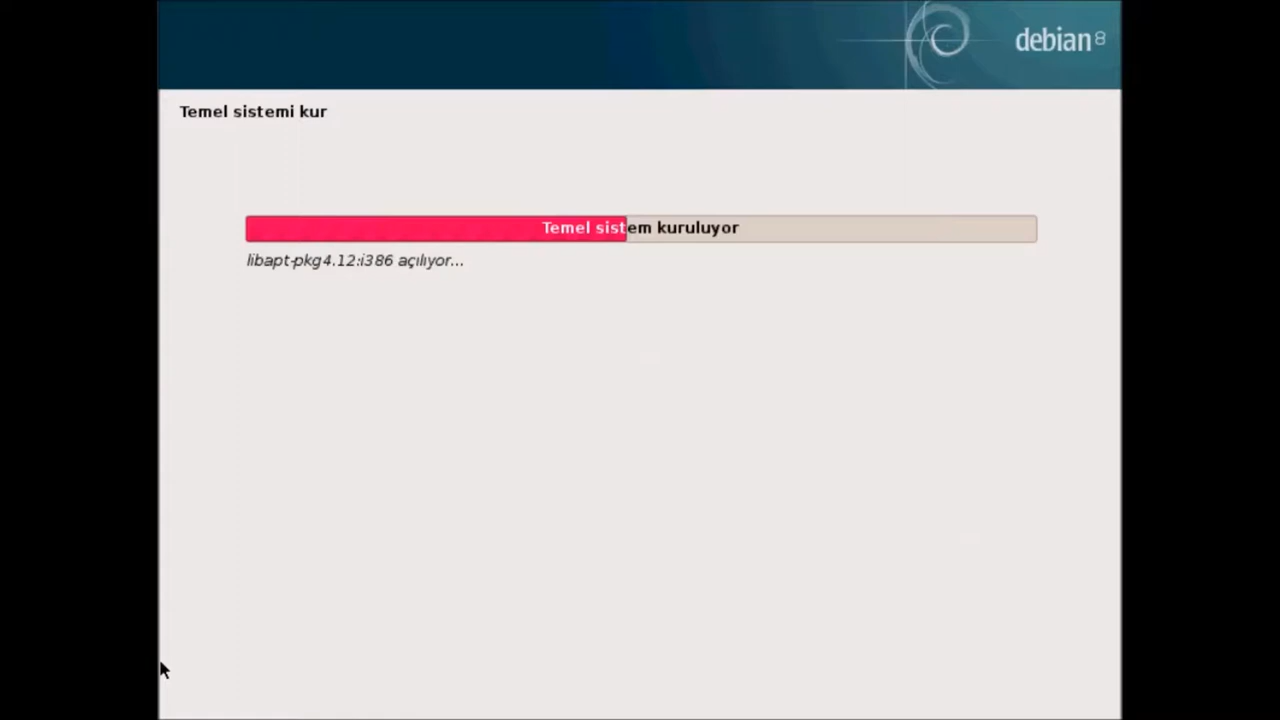 debian 8
Temel sistemi kur
Temel sistem kuruluyor
libapt-pkg4.12:i386 açılıyor...